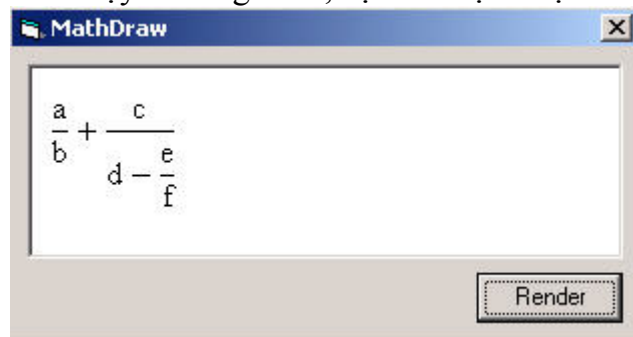 MathDraw
a/b + c/(d − e/f)
Render